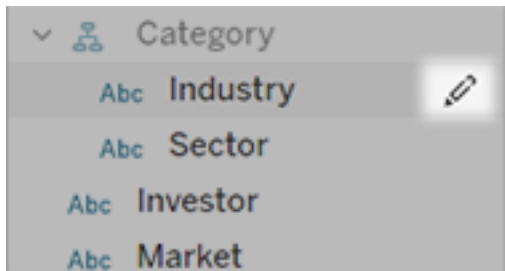 Category
Abc Industry
Abc Sector
Abc Investor
Abc Market